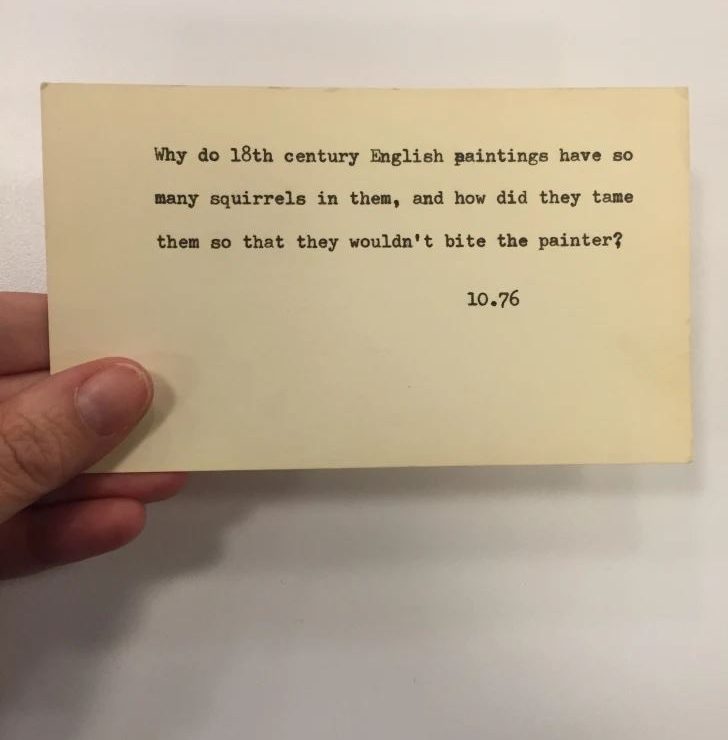 Why do 18th century English paintings have so
many squirrels in them, and how did they tame
them so that they wouldn't bite the painter?
10.76